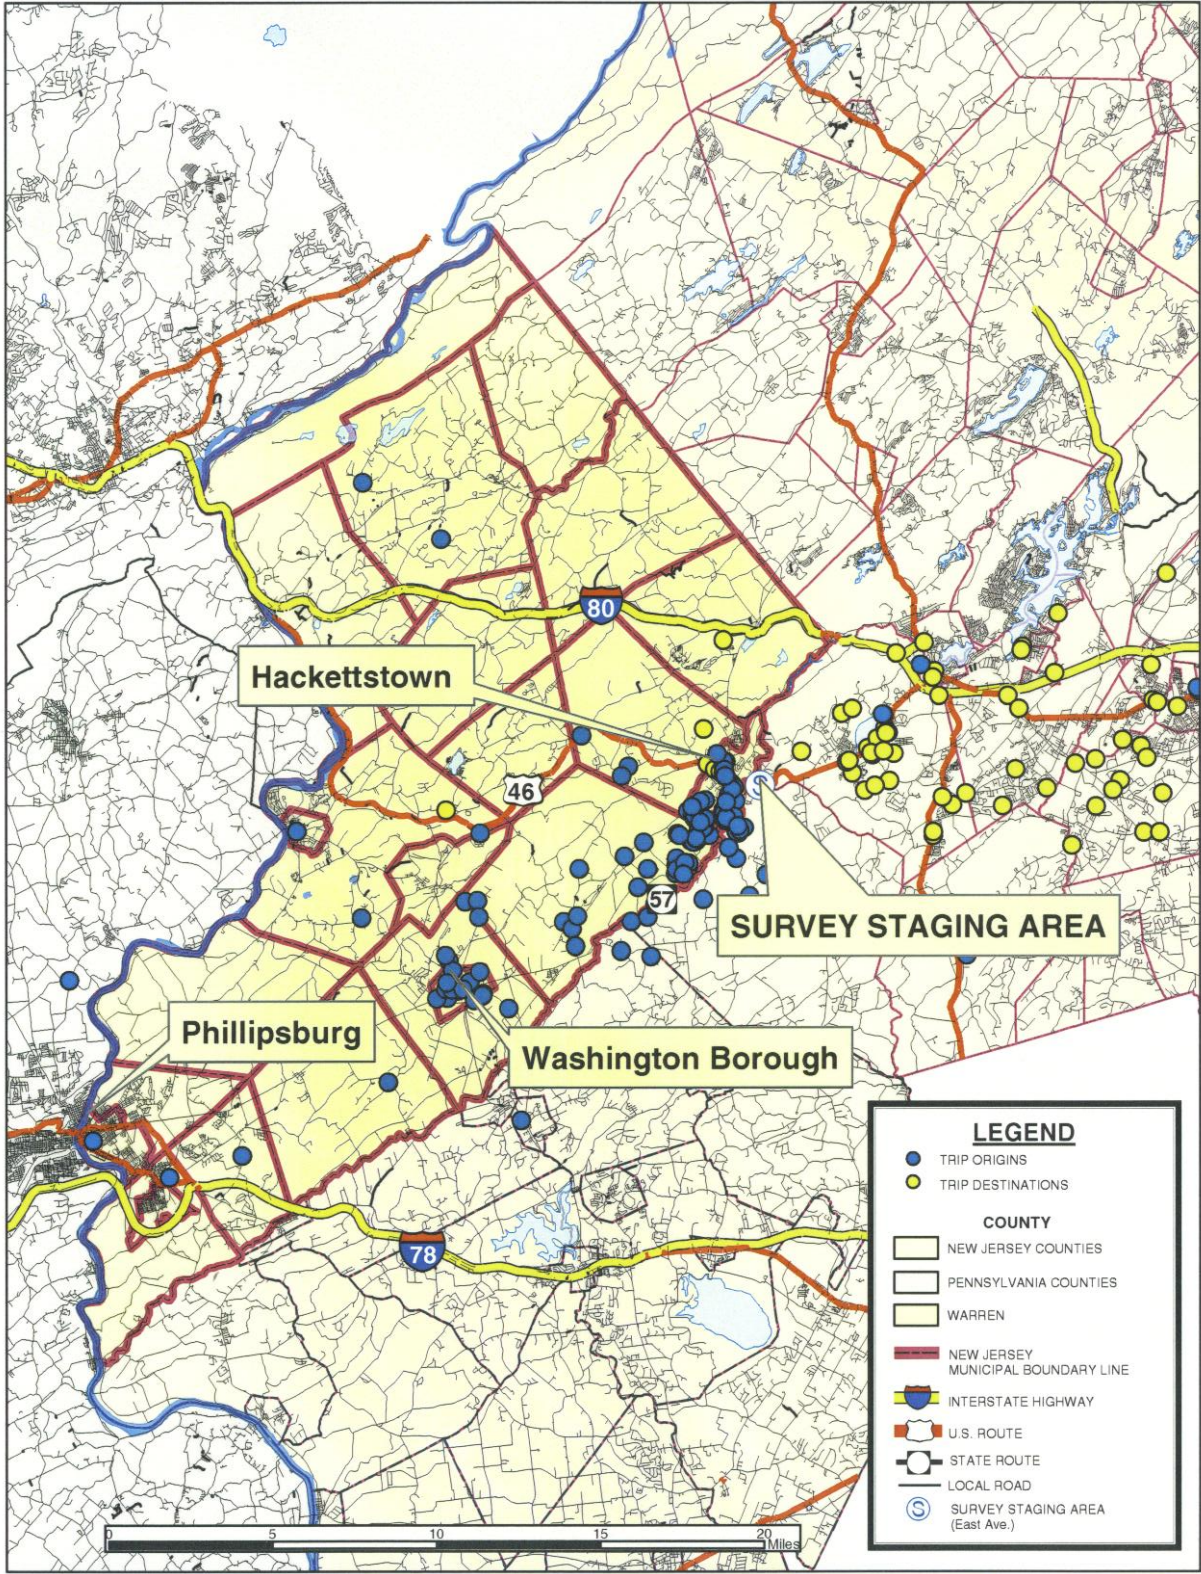 80
Hackettstown
46
57
SURVEY STAGING AREA
Phillipsburg
Washington Borough
78
LEGEND
TRIP ORIGINS
TRIP DESTINATIONS
COUNTY
NEW JERSEY COUNTIES
PENNSYLVANIA COUNTIES
WARREN
NEW JERSEY
MUNICIPAL BOUNDARY LINE
INTERSTATE HIGHWAY
U.S. ROUTE
STATE ROUTE
LOCAL ROAD
S SURVEY STAGING AREA
(East Ave.)
S
0 5 10 15 20
Miles